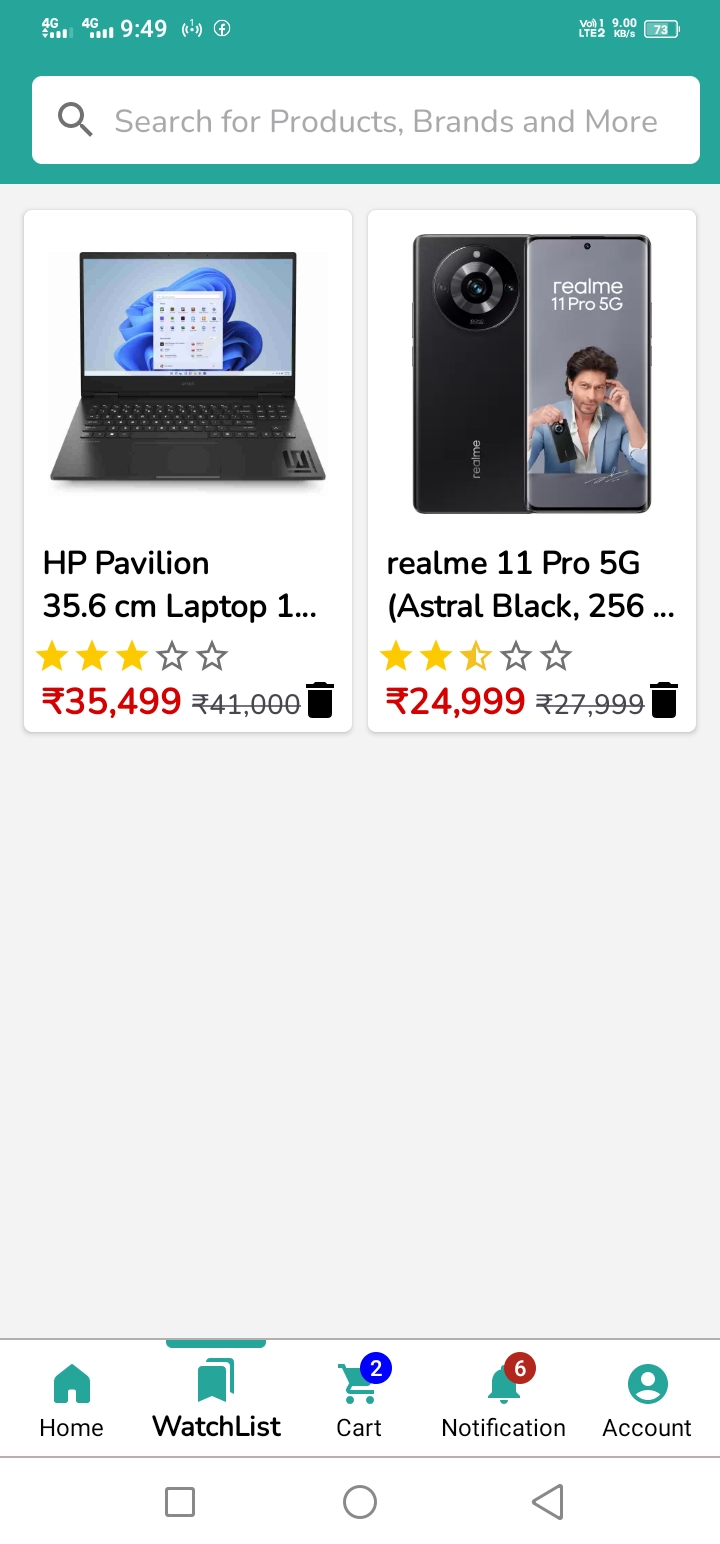 4G 4G 9:49 1 Vo) 1 LTE2 9.00 KB/s 73
Search for Products, Brands and More
realme
11 Pro 5G
realme
HP Pavilion
35.6 cm Laptop 1...
realme 11 Pro 5G
(Astral Black, 256 ...
₹35,499 ₹41,000
₹24,999 ₹27,999
2
6
Home
WatchList
Cart
Notification
Account